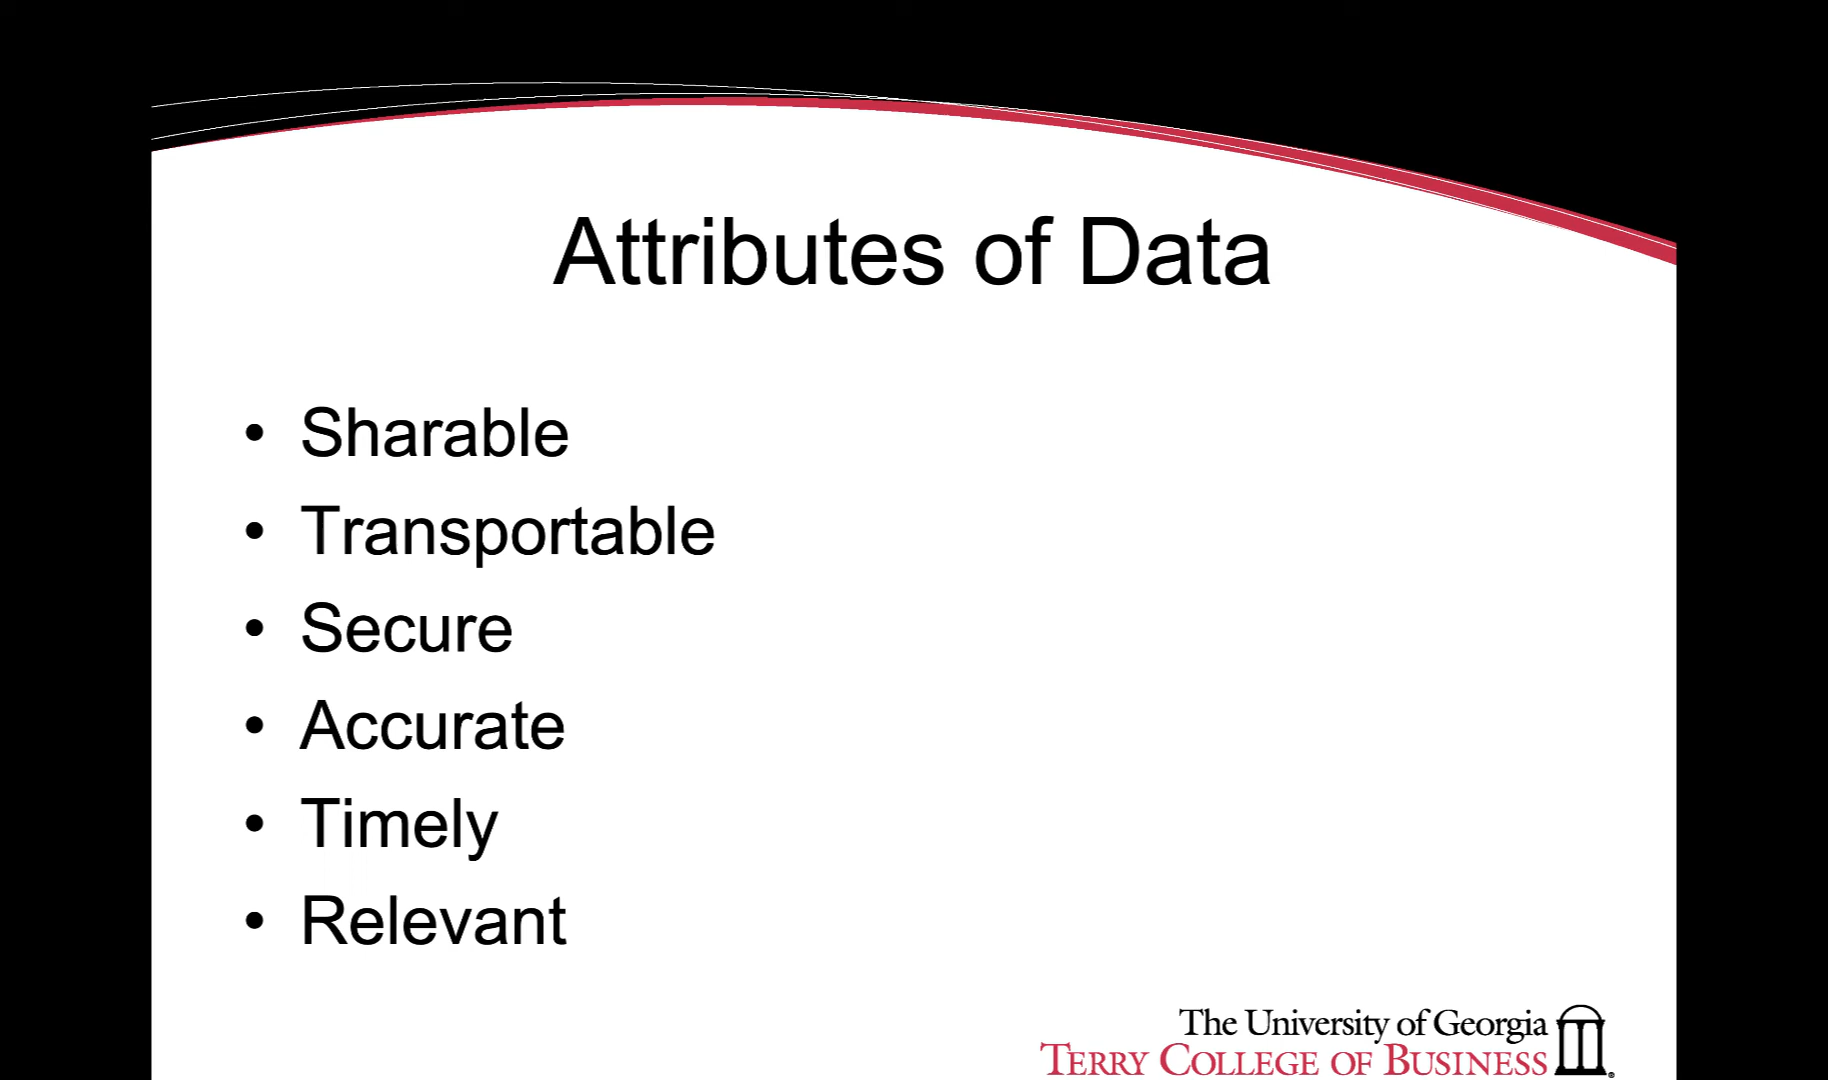 Attributes of Data
• Sharable
• Transportable
• Secure
• Accurate
• Timely
• Relevant
The University of Georgia
TERRY COLLEGE OF BUSINESS